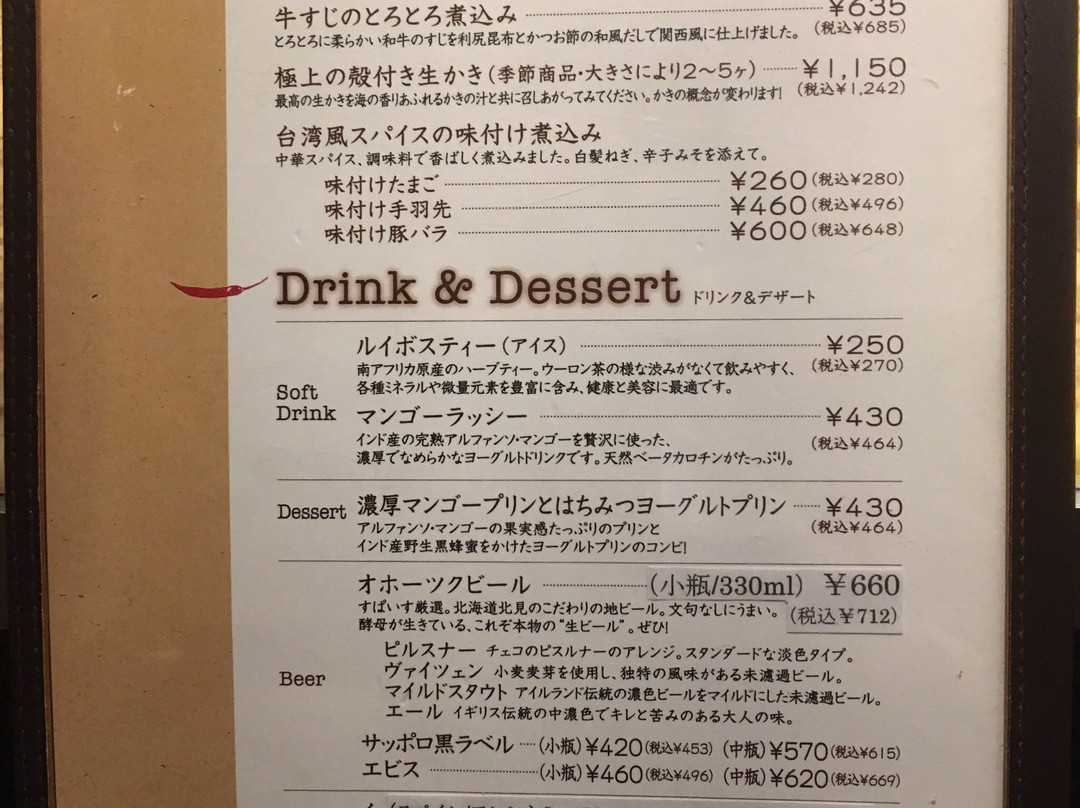 牛すじのとろとろ煮込み ¥635
とろとろに柔らかい和牛のすじを利尻昆布とかつお節の和風だしで関西風に仕上げました。 (税込¥685)
極上の殻付き生かき(季節商品・大きさにより2〜5ヶ) ¥1,150
最高の生かきを海の香りあふれるかきの汁と共に召しあがってみてください。かきの概念が変わります! (税込¥1,242)
台湾風スパイスの味付け煮込み
中華スパイス、調味料で香ばしく煮込みました。白髪ねぎ、辛子みそを添えて。
味付けたまご ¥260(税込¥280)
味付け手羽先 ¥460(税込¥496)
味付け豚バラ ¥600(税込¥648)
Drink & Dessert ドリンク&デザート
Soft Drink
ルイボスティー(アイス) ¥250
南アフリカ原産のハーブティー。ウーロン茶の様な渋みがなくて飲みやすく、 (税込¥270)
各種ミネラルや微量元素を豊富に含み、健康と美容に最適です。
マンゴーラッシー ¥430
インド産の完熟アルファンソ・マンゴーを贅沢に使った、 (税込¥464)
濃厚でなめらかなヨーグルトドリンクです。天然ベータカロチンがたっぷり。
Dessert 濃厚マンゴープリンとはちみつヨーグルトプリン ¥430
アルファンソ・マンゴーの果実感たっぷりのプリンと (税込¥464)
インド産野生黒蜂蜜をかけたヨーグルトプリンのコンビ!
Beer
オホーツクビール (小瓶/330ml) ¥660
すぱいす厳選。北海道北見のこだわりの地ビール。文句なしにうまい。 (税込¥712)
酵母が生きている、これぞ本物の“生ビール”。ぜひ!
ピルスナー チェコのピスルナーのアレンジ。スタンダードな淡色タイプ。
ヴァイツェン 小麦麦芽を使用し、独特の風味がある未濾過ビール。
マイルドスタウト アイルランド伝統の濃色ビールをマイルドにした未濾過ビール。
エール イギリス伝統の中濃色でキレと苦みのある大人の味。
サッポロ黒ラベル (小瓶)¥420(税込¥453) (中瓶)¥570(税込¥615)
エビス (小瓶)¥460(税込¥496) (中瓶)¥620(税込¥669)